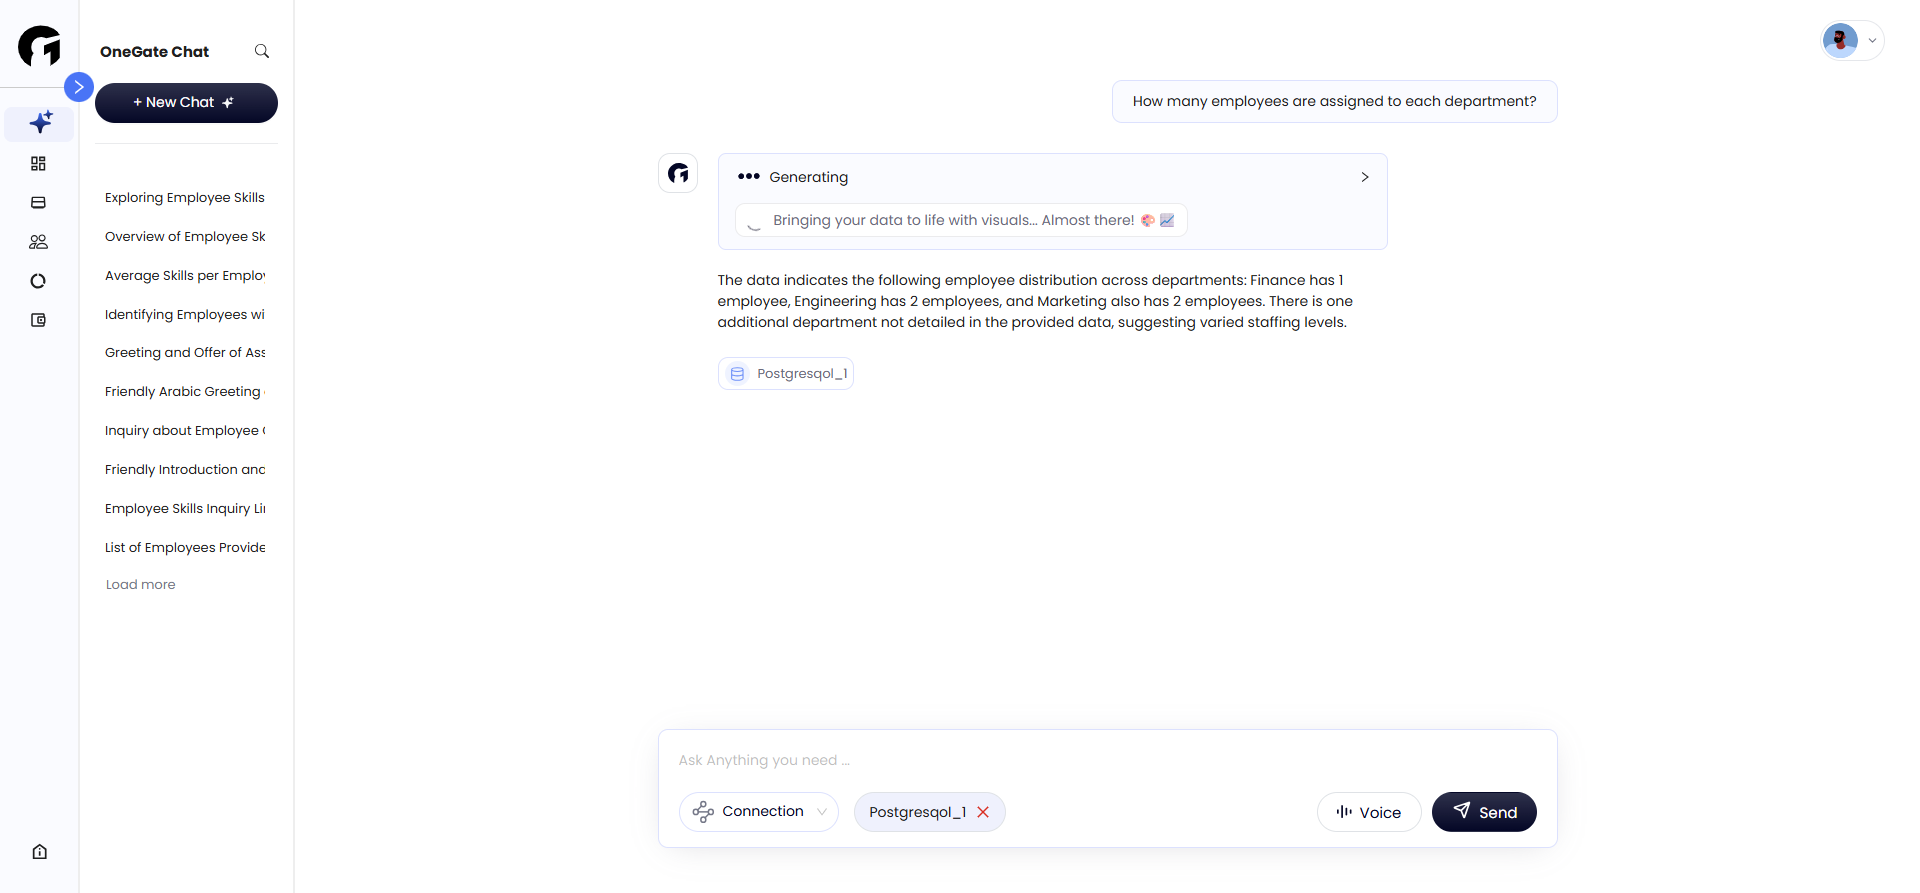 OneGate Chat
+ New Chat
Exploring Employee Skills
Overview of Employee Sk
Average Skills per Employ
Identifying Employees wi
Greeting and Offer of Ass
Friendly Arabic Greeting
Inquiry about Employee
Friendly Introduction and
Employee Skills Inquiry Li
List of Employees Provide
Load more
How many employees are assigned to each department?
Generating
Bringing your data to life with visuals... Almost there! 🎨 📈
The data indicates the following employee distribution across departments: Finance has 1
employee, Engineering has 2 employees, and Marketing also has 2 employees. There is one
additional department not detailed in the provided data, suggesting varied staffing levels.
Postgresqol_1
Ask Anything you need ...
Connection
Postgresqol_1
Voice
Send